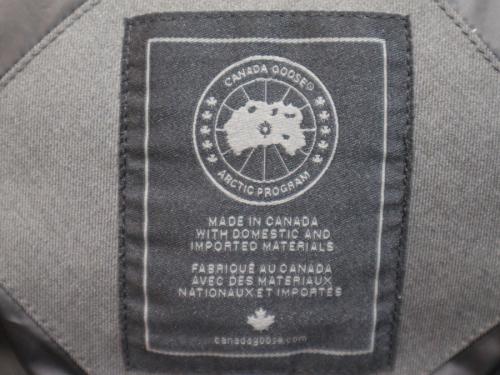 CANADA GOOSE®
ARCTIC PROGRAM
MADE IN CANADA
WITH DOMESTIC AND
IMPORTED MATERIALS
FABRIQUÉ AU CANADA
AVEC DES MATERIAUX
NATIONAUX ET IMPORTÉS
canadagoose.com